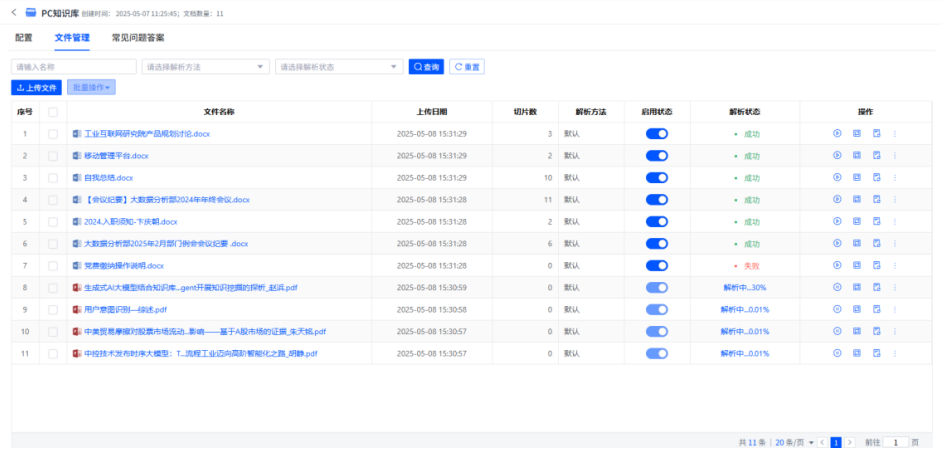 PC知识库 创建时间： 2025-05-07 11:25:45; 文档数量： 11
配置 文件管理 常见问题答案
请输入名称 请选择解析方法 请选择解析状态 查询 重置
上传文件 批量操作
序号 文件名称 上传日期 切片数 解析方法 启用状态 解析状态 操作
1 工业互联网研究院产品规划讨论.docx 2025-05-08 15:31:29 3 默认 成功
2 移动管理平台.docx 2025-05-08 15:31:29 2 默认 成功
3 自我总结.docx 2025-05-08 15:31:29 10 默认 成功
4 【会议纪要】大数据分析部2024年年终会议.docx 2025-05-08 15:31:28 11 默认 成功
5 2024.入职须知-卞庆朝.docx 2025-05-08 15:31:28 2 默认 成功
6 大数据分析部2025年2月部门例会会议纪要 .docx 2025-05-08 15:31:28 6 默认 成功
7 党费缴纳操作说明.docx 2025-05-08 15:31:28 0 默认 失败
8 生成式AI大模型结合知识库...gent开展知识挖掘的探析_赵浜.pdf 2025-05-08 15:30:59 0 默认 解析中...30%
9 用户意图识别—综述.pdf 2025-05-08 15:30:58 0 默认 解析中...0.01%
10 中美贸易摩擦对股票市场流动...影响——基于A股市场的证据_朱天铭.pdf 2025-05-08 15:30:57 0 默认 解析中...0.01%
11 中控技术发布时序大模型：T...流程工业迈向高阶智能化之路_胡静.pdf 2025-05-08 15:30:57 0 默认 解析中...0.01%
共 11 条 20 条/页 1 前往 1 页